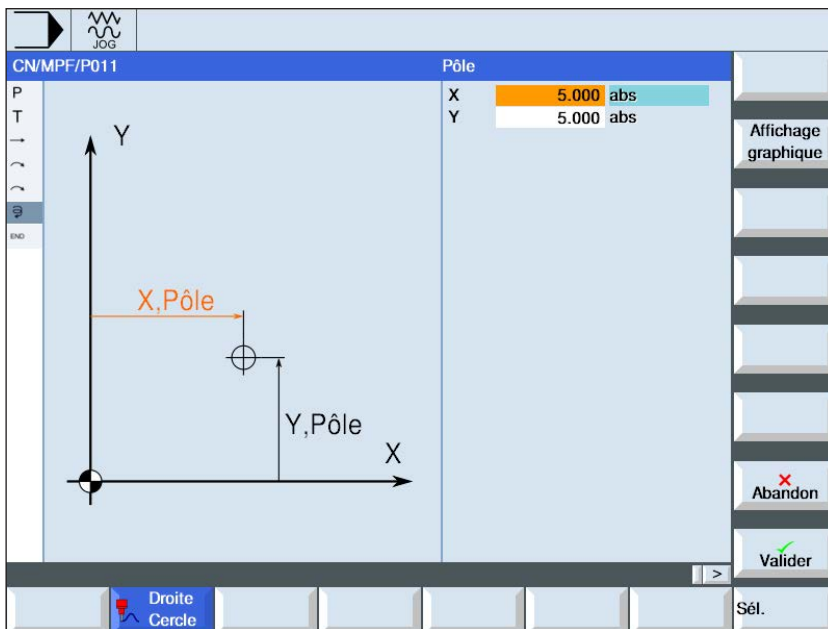 JOG
CN/MPF/P011
Pôle
P
T
END
X 5.000 abs
Y 5.000 abs
Y
X,Pôle
Y,Pôle
X
Affichage
graphique
Abandon
Valider
>
Droite
Cercle
Sél.